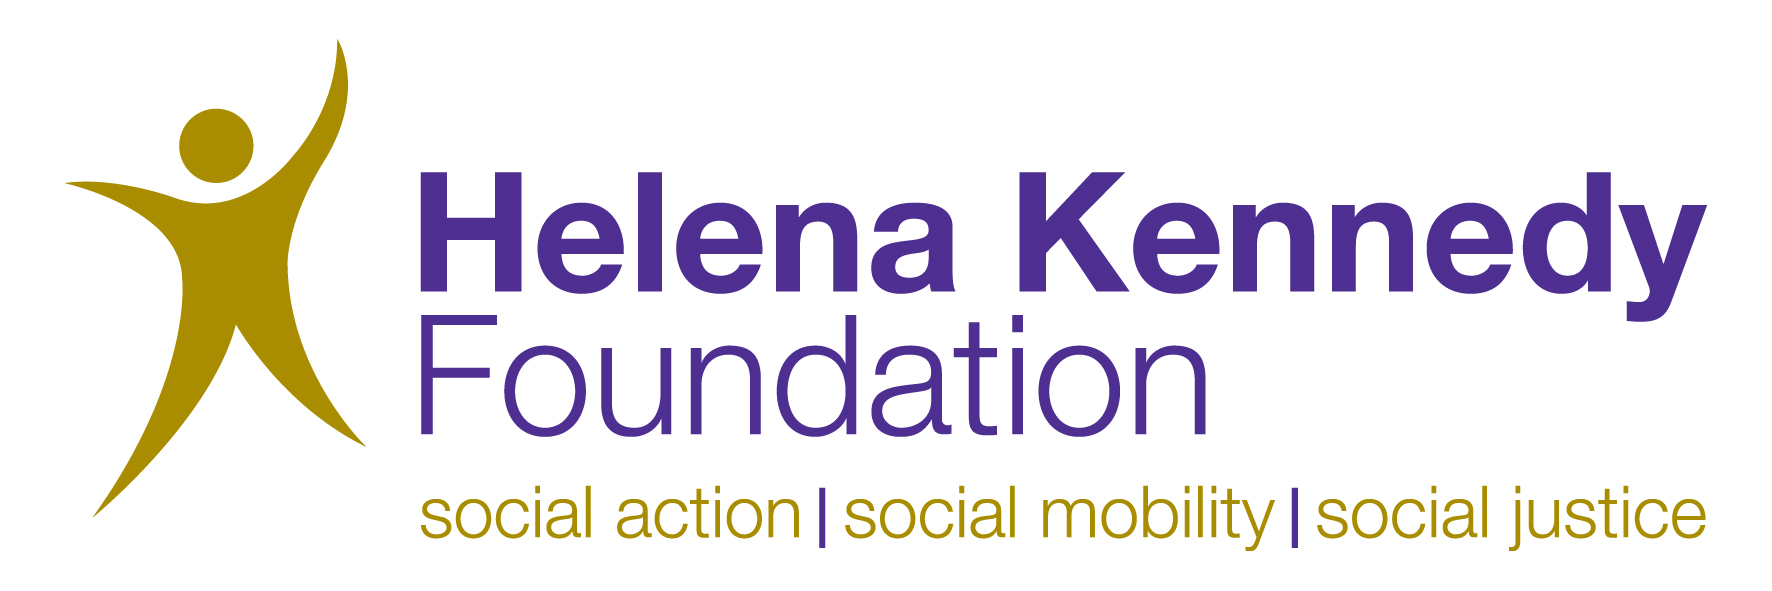 Helena Kennedy
Foundation
social action | social mobility | social justice